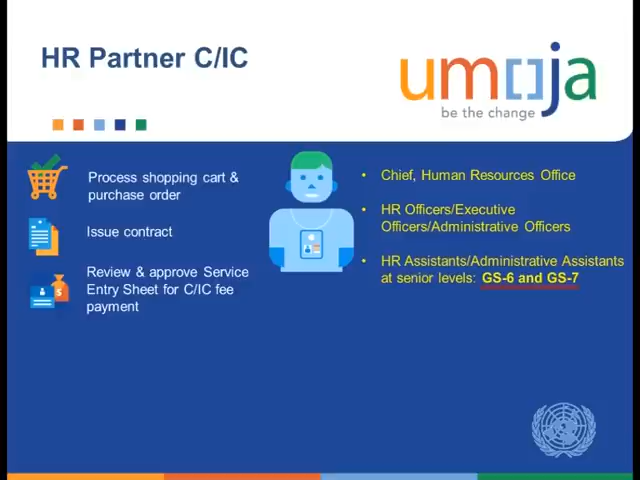 HR Partner C/IC
umoja
be the change
Process shopping cart &
purchase order
Issue contract
Review & approve Service
Entry Sheet for C/IC fee
payment
• Chief, Human Resources Office
• HR Officers/Executive
Officers/Administrative Officers
• HR Assistants/Administrative Assistants
at senior levels: GS-6 and GS-7
$